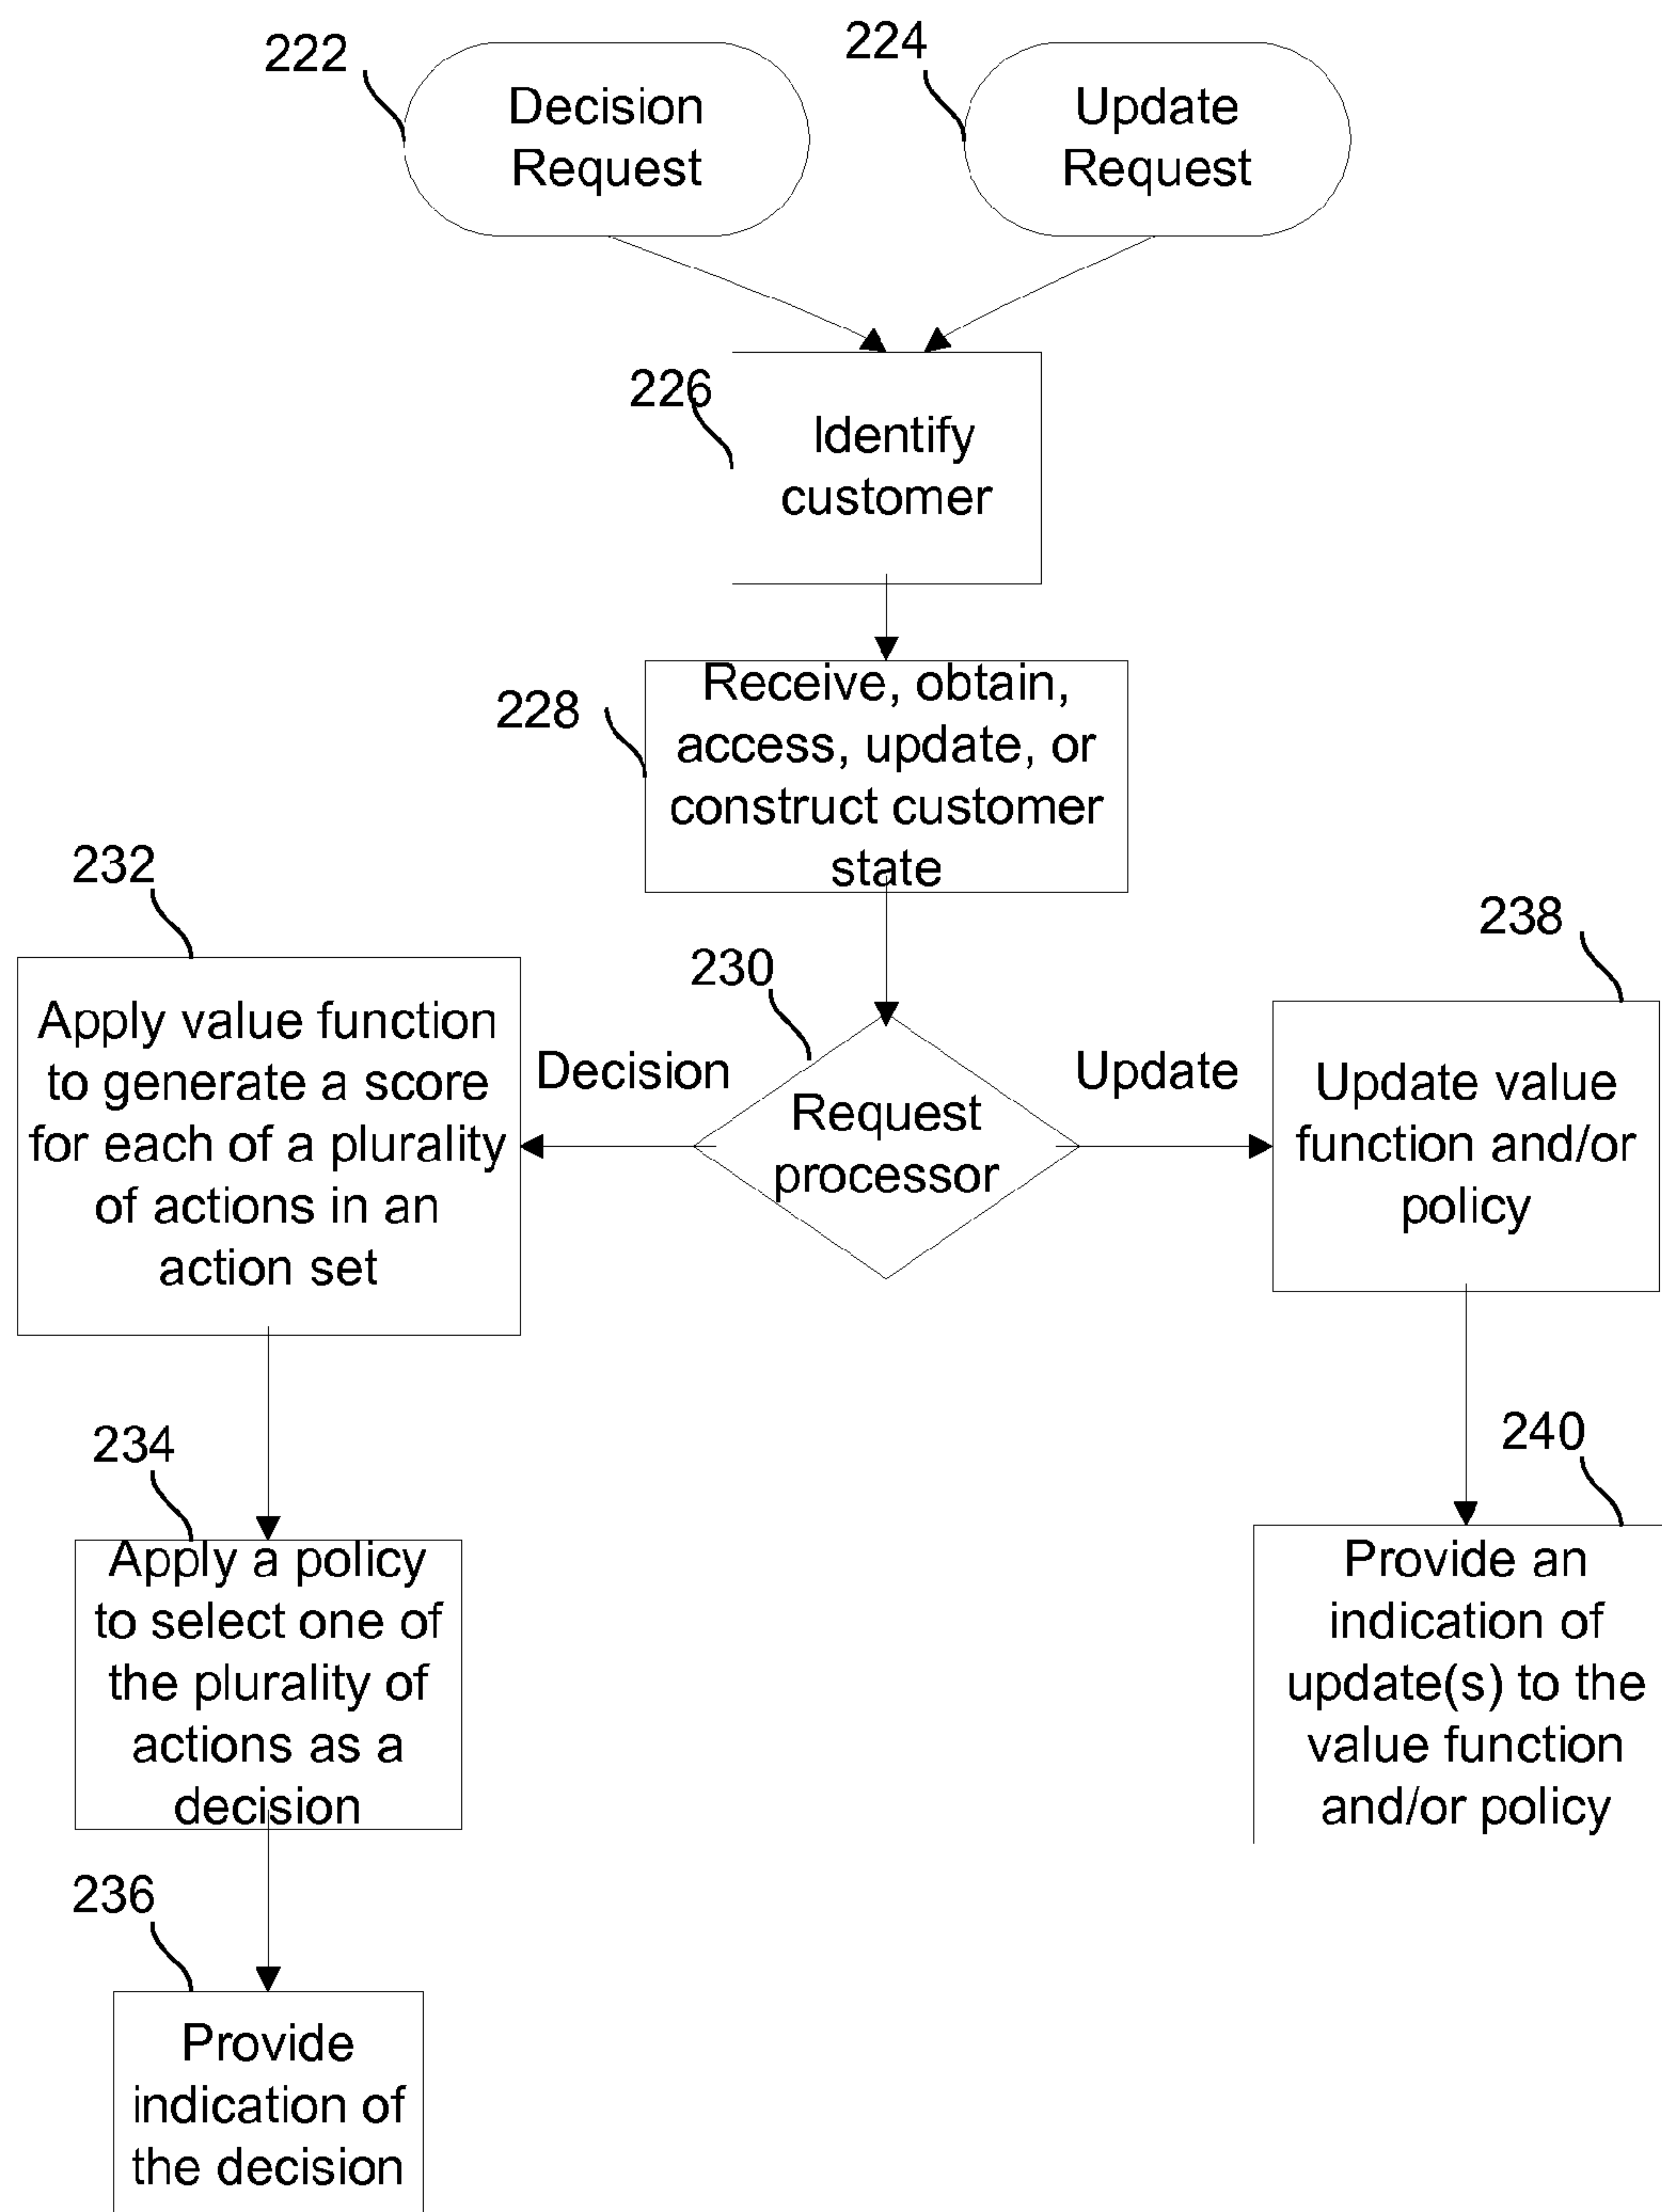 222
Decision
Request
224
Update
Request
226
Identify
customer
228
Receive, obtain,
access, update, or
construct customer
state
230
Request
processor
Decision
Update
232
Apply value function
to generate a score
for each of a plurality
of actions in an
action set
234
Apply a policy
to select one of
the plurality of
actions as a
decision
236
Provide
indication of
the decision
238
Update value
function and/or
policy
240
Provide an
indication of
update(s) to the
value function
and/or policy